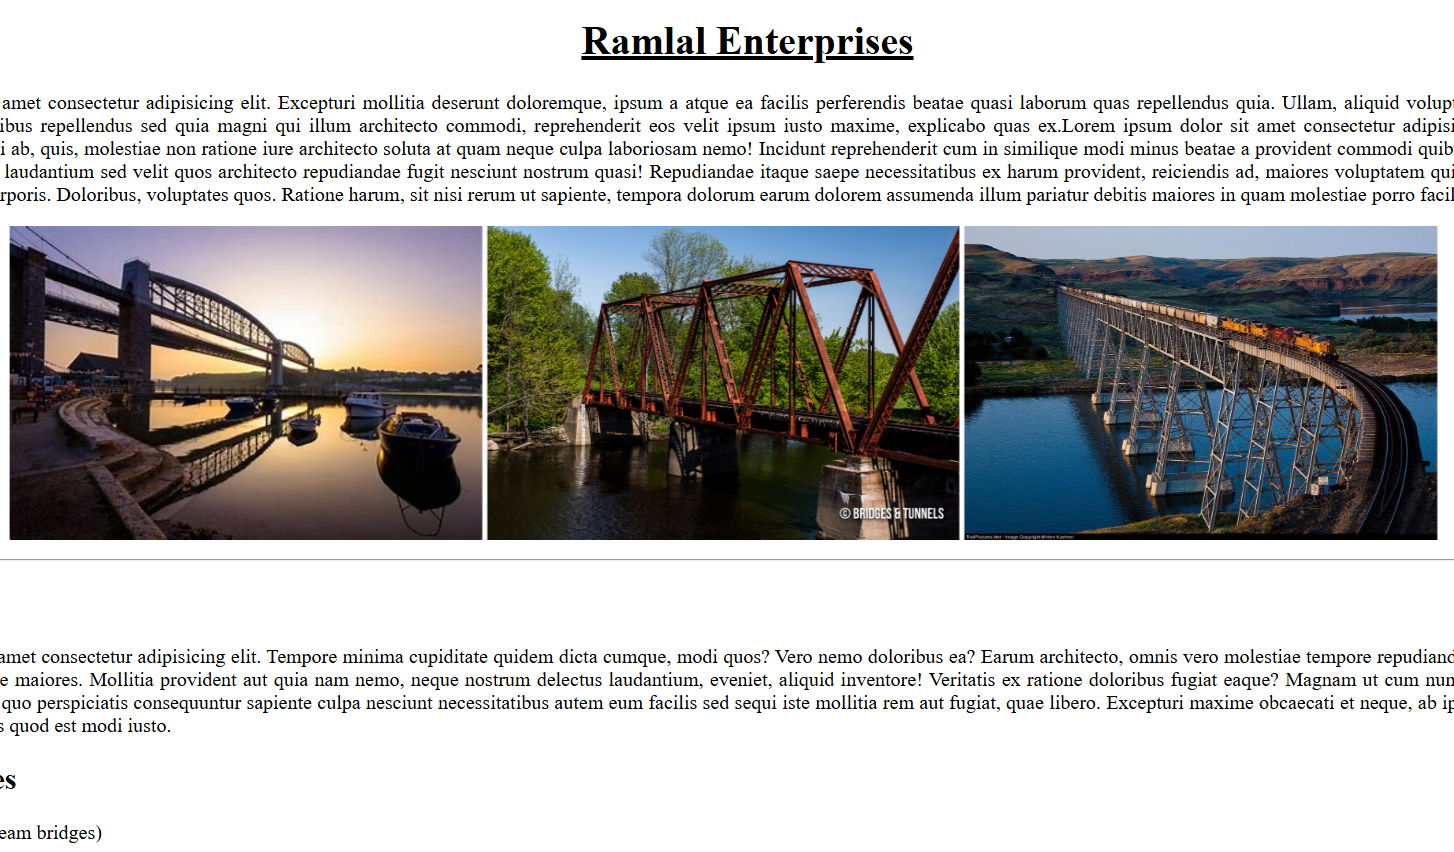 Ramlal Enterprises
amet consectetur adipisicing elit. Excepturi mollitia deserunt doloremque, ipsum a atque ea facilis perferendis beatae quasi laborum quas repellendus quia. Ullam, aliquid volupt
ibus repellendus sed quia magni qui illum architecto commodi, reprehenderit eos velit ipsum iusto maxime, explicabo quas ex.Lorem ipsum dolor sit amet consectetur adipisi
i ab, quis, molestiae non ratione iure architecto soluta at quam neque culpa laboriosam nemo! Incidunt reprehenderit cum in similique modi minus beatae a provident commodi quib
laudantium sed velit quos architecto repudiandae fugit nesciunt nostrum quasi! Repudiandae itaque saepe necessitatibus ex harum provident, reiciendis ad, maiores voluptatem qui
rporis. Doloribus, voluptates quos. Ratione harum, sit nisi rerum ut sapiente, tempora dolorum earum dolorem assumenda illum pariatur debitis maiores in quam molestiae porro facil
© BRIDGES & TUNNELS
amet consectetur adipisicing elit. Tempore minima cupiditate quidem dicta cumque, modi quos? Vero nemo doloribus ea? Earum architecto, omnis vero molestiae tempore repudiand
e maiores. Mollitia provident aut quia nam nemo, neque nostrum delectus laudantium, eveniet, aliquid inventore! Veritatis ex ratione doloribus fugiat eaque? Magnam ut cum num
quo perspiciatis consequuntur sapiente culpa nesciunt necessitatibus autem eum facilis sed sequi iste mollitia rem aut fugiat, quae libero. Excepturi maxime obcaecati et neque, ab ip
s quod est modi iusto.
es
eam bridges)